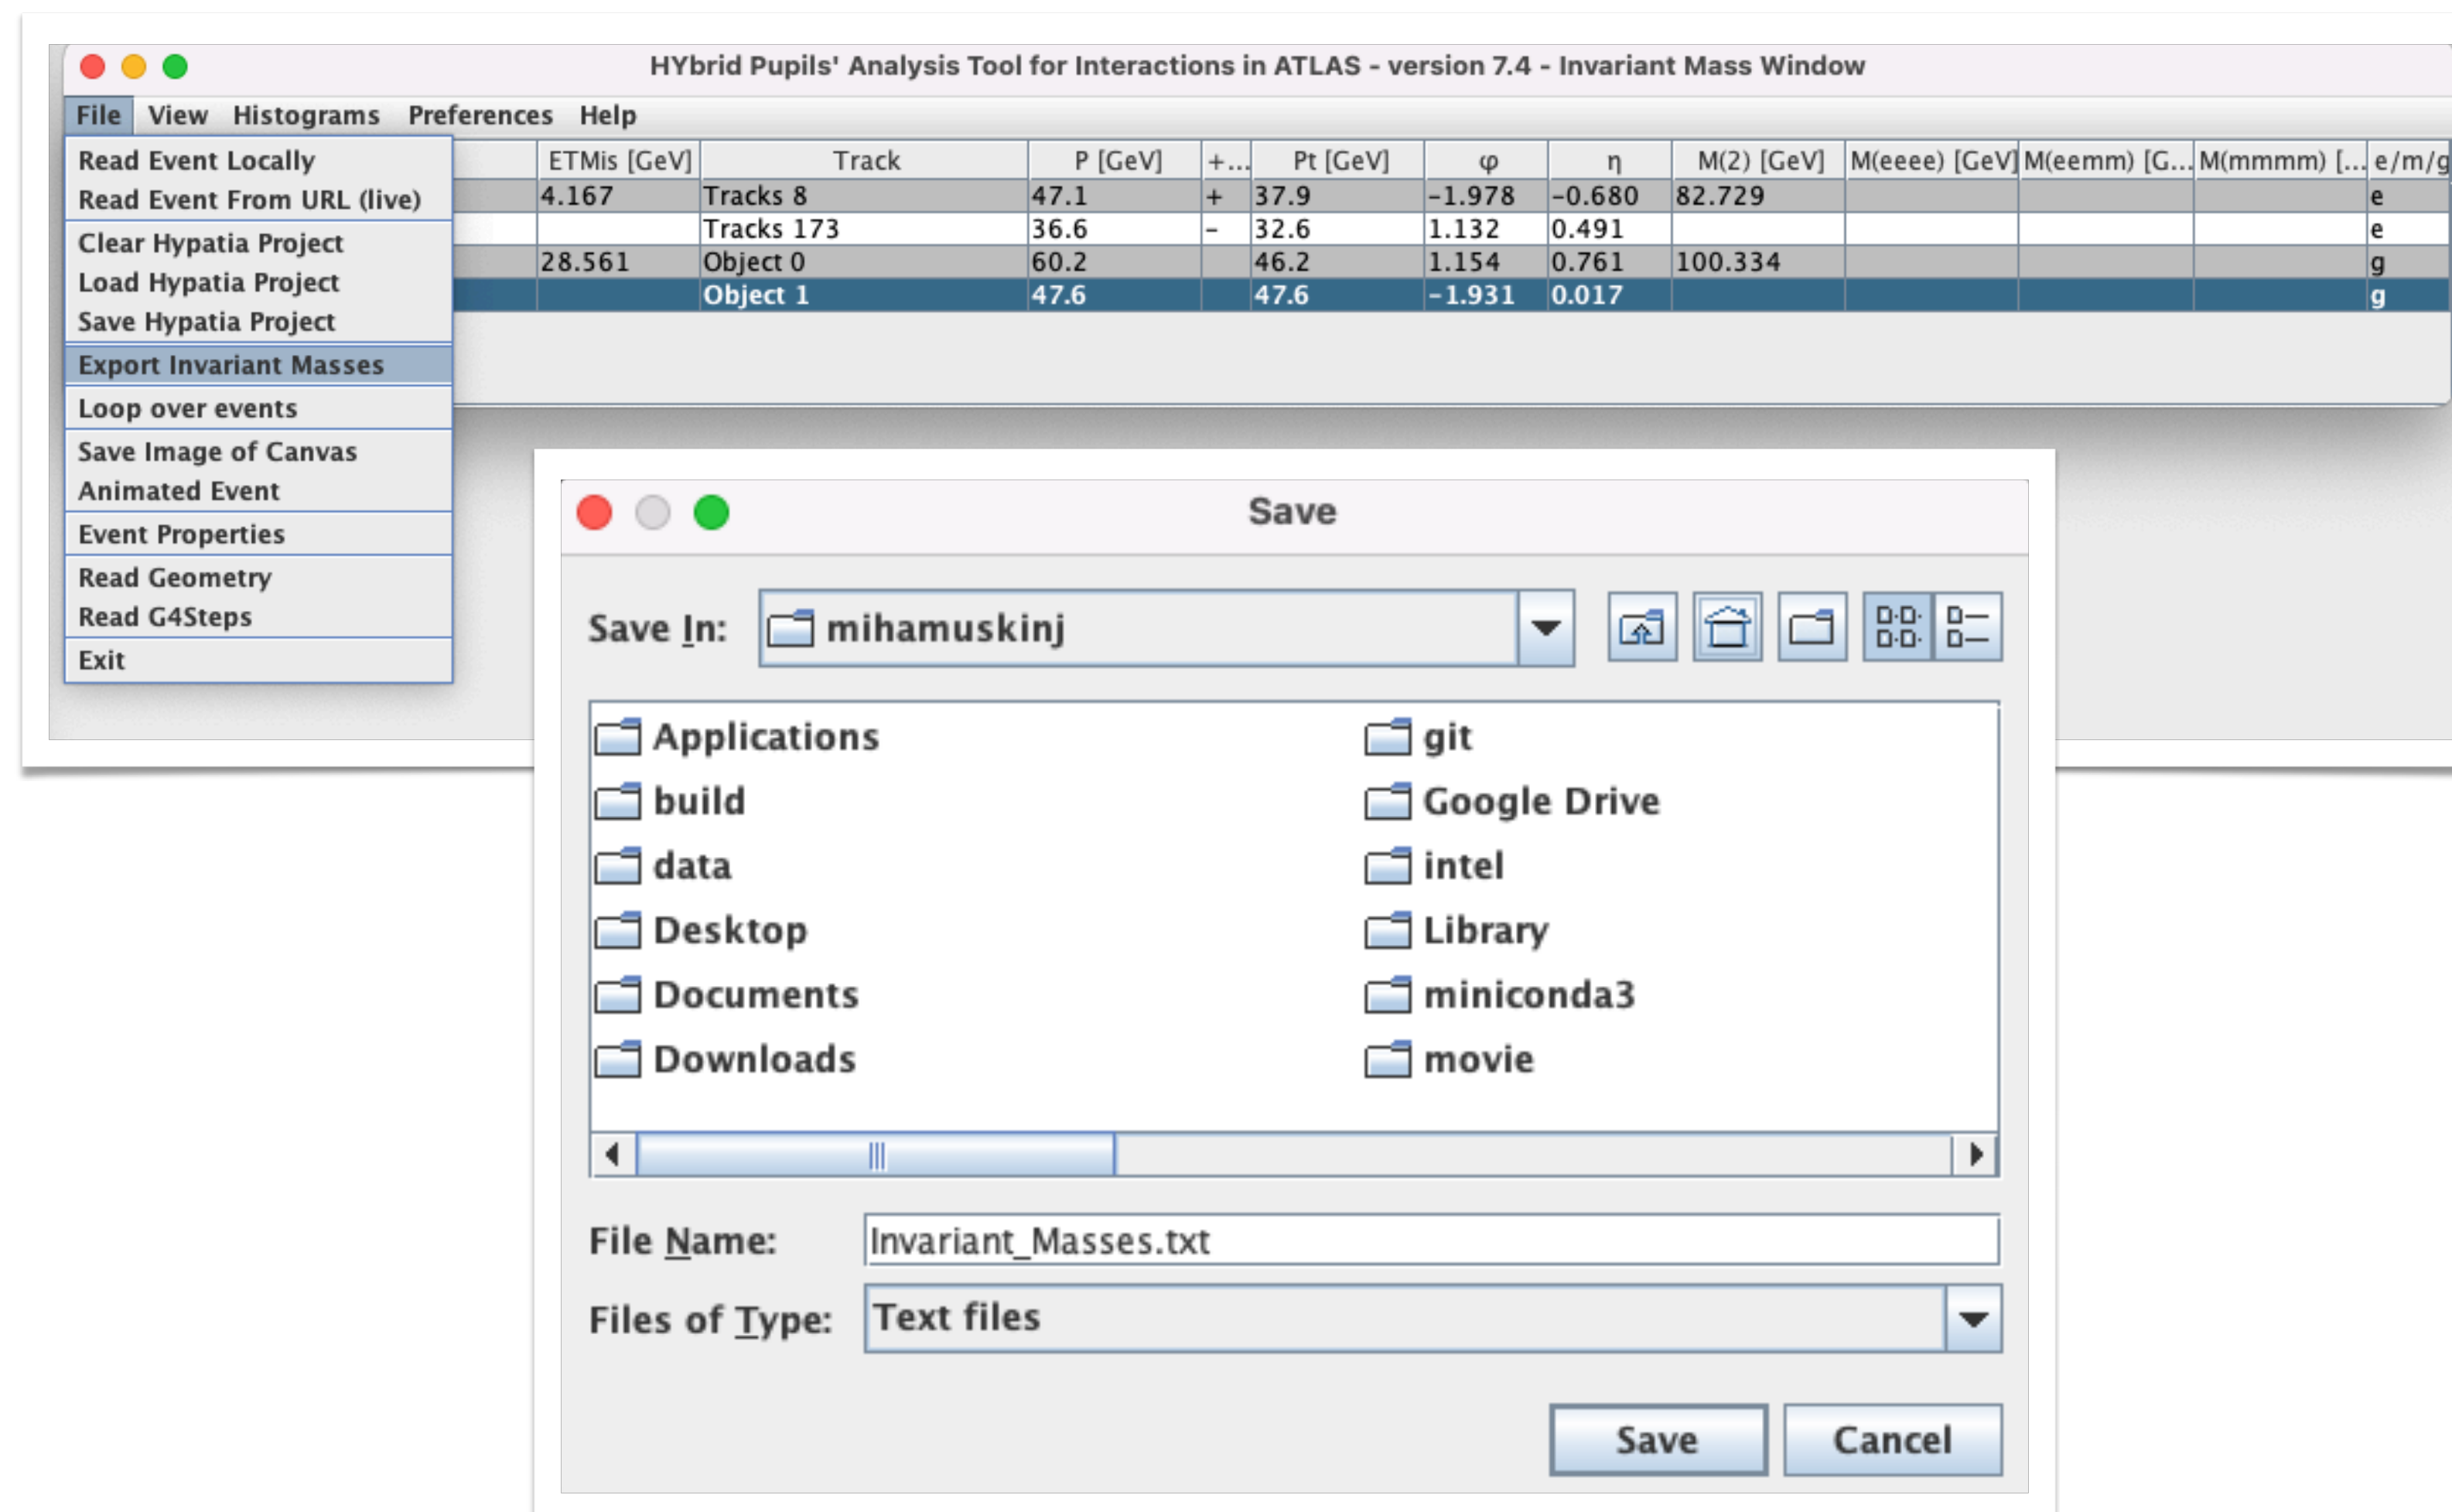 HYbrid Pupils' Analysis Tool for Interactions in ATLAS - version 7.4 - Invariant Mass Window
File View Histograms Preferences Help
ETMis [GeV] Track P [GeV] +... Pt [GeV] φ η M(2) [GeV] M(eeee) [GeV] M(eemm) [G... M(mmmm) [... e/m/g
4.167 Tracks 8 47.1 + 37.9 -1.978 -0.680 82.729 e
Tracks 173 36.6 - 32.6 1.132 0.491 e
28.561 Object 0 60.2 46.2 1.154 0.761 100.334 g
Object 1 47.6 47.6 -1.931 0.017 g
Read Event Locally
Read Event From URL (live)
Clear Hypatia Project
Load Hypatia Project
Save Hypatia Project
Export Invariant Masses
Loop over events
Save Image of Canvas
Animated Event
Event Properties
Read Geometry
Read G4Steps
Exit
Save
Save In: mihamuskinj
Applications git
build Google Drive
data intel
Desktop Library
Documents miniconda3
Downloads movie
File Name: Invariant_Masses.txt
Files of Type: Text files
Save Cancel